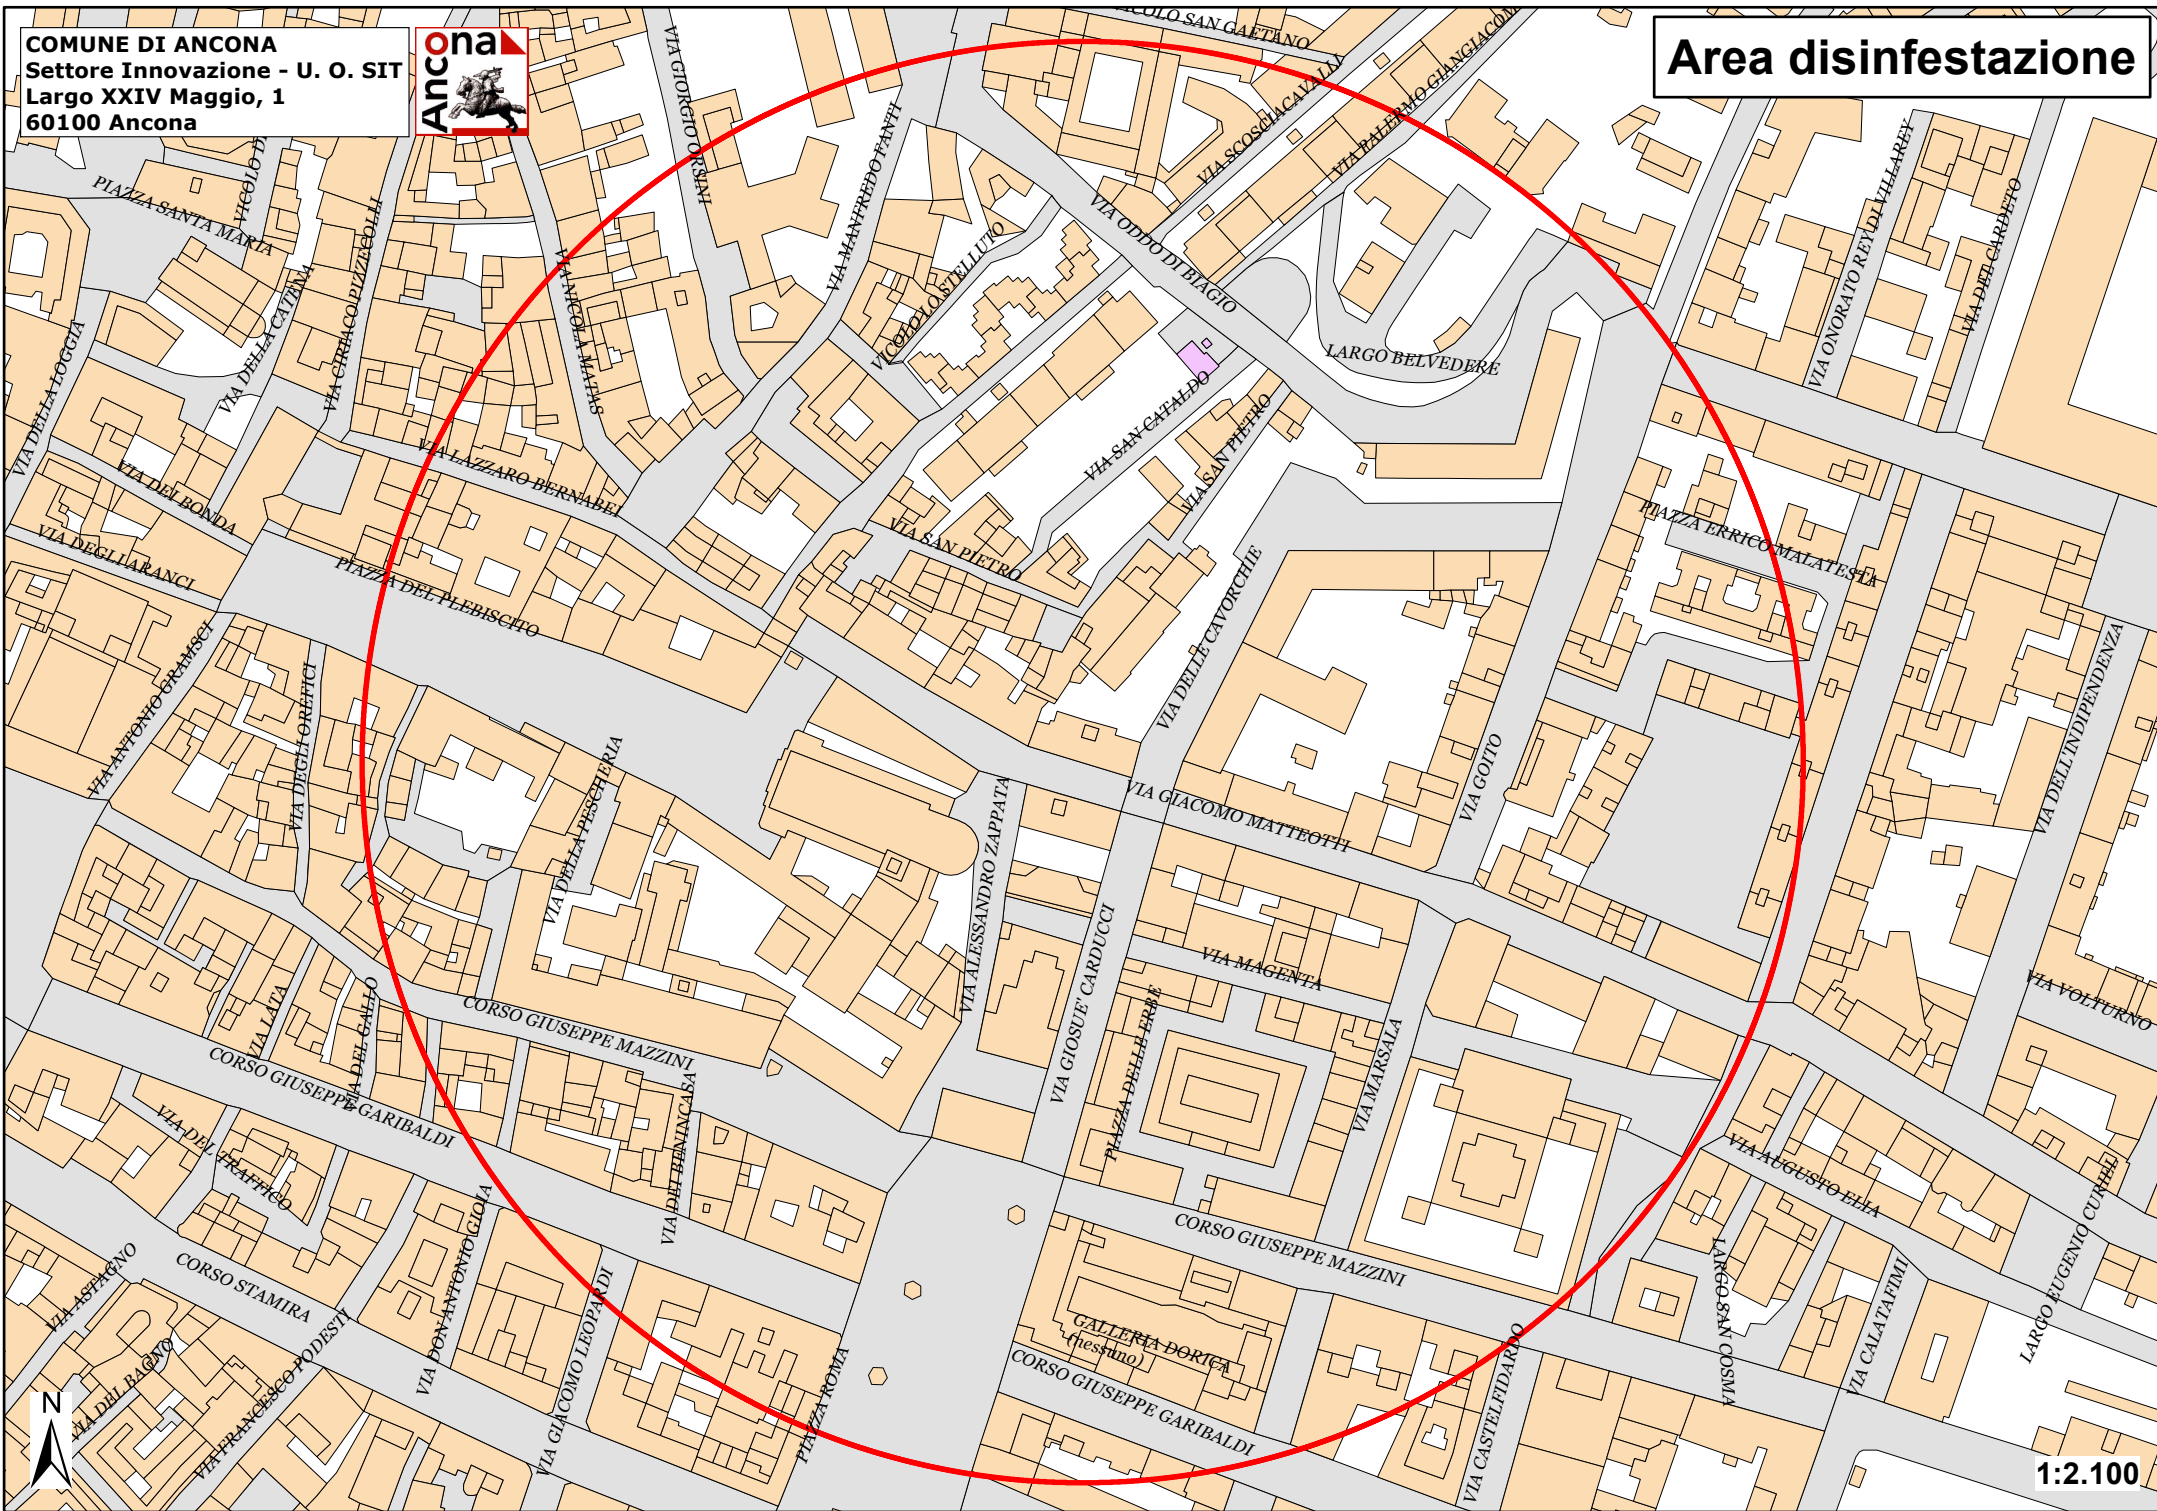 COMUNE DI ANCONA
Settore Innovazione - U. O. SIT
Largo XXIV Maggio, 1
60100 Ancona
Ancona
Area disinfestazione
VIA GIORGIO ORSINI
VIA MANFREDO FANTI
VIA SCOSCIACAVALLI
VIA ONORATO REY DI VILLAREY
VIA DEL CARDETO
PIAZZA SANTA MARIA
VIA CIRIACO PIZZECOLLI
VIA DELLA CATENA
VIA NICOLA MATAS
VICOLO LO STELLUTO
VIA ODDO DI BIAGIO
LARGO BELVEDERE
VIA DELLA LOGGIA
VIA SAN CATALDO
VIA SAN PIETRO
VIA LAZZARO BERNABEI
VIA DEI BONDA
VIA DEGLI ARANCI
VIA SAN PIETRO
PIAZZA ERRICO MALATESTA
PIAZZA DEL PLEBISCITO
VIA DELLE CAVORCHIE
VIA ANTONIO GRAMSCI
VIA DEGLI OREFICI
VIA DELLA PESCHERIA
VIA ALESSANDRO ZAPPATA
VIA GIACOMO MATTEOTTI
VIA GOITO
VIA DELL'INDIPENDENZA
VIA GIOSUE' CARDUCCI
VIA MAGENTA
VIA VOLTURNO
VIA LATA
VIA DEL GALLO
CORSO GIUSEPPE MAZZINI
PIAZZA DELLE ERBE
VIA MARSALA
CORSO GIUSEPPE GARIBALDI
VIA DEL TRAFFICO
VIA DEI BENINCASA
VIA AUGUSTO ELIA
LARGO EUGENIO CURIEL
CORSO STAMIRA
VIA ASTAGNO
VIA DON ANTONIO GIOIA
VIA GIACOMO LEOPARDI
CORSO GIUSEPPE MAZZINI
LARGO SAN COSMA
VIA CALATAFIMI
VIA DEL BAGNO
VIA FRANCESCO PODESTI
PIAZZA ROMA
GALLERIA DORICA
(nessuno)
CORSO GIUSEPPE GARIBALDI
VIA CASTELFIDARDO
N
1:2.100